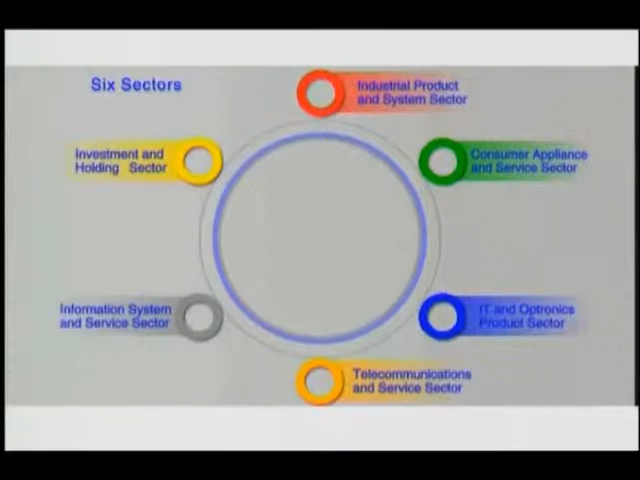 Six Sectors
Industrial Product
and System Sector
Investment and
Holding Sector
Consumer Appliance
and Service Sector
Information System
and Service Sector
IT and Optronics
Product Sector
Telecommunications
and Service Sector